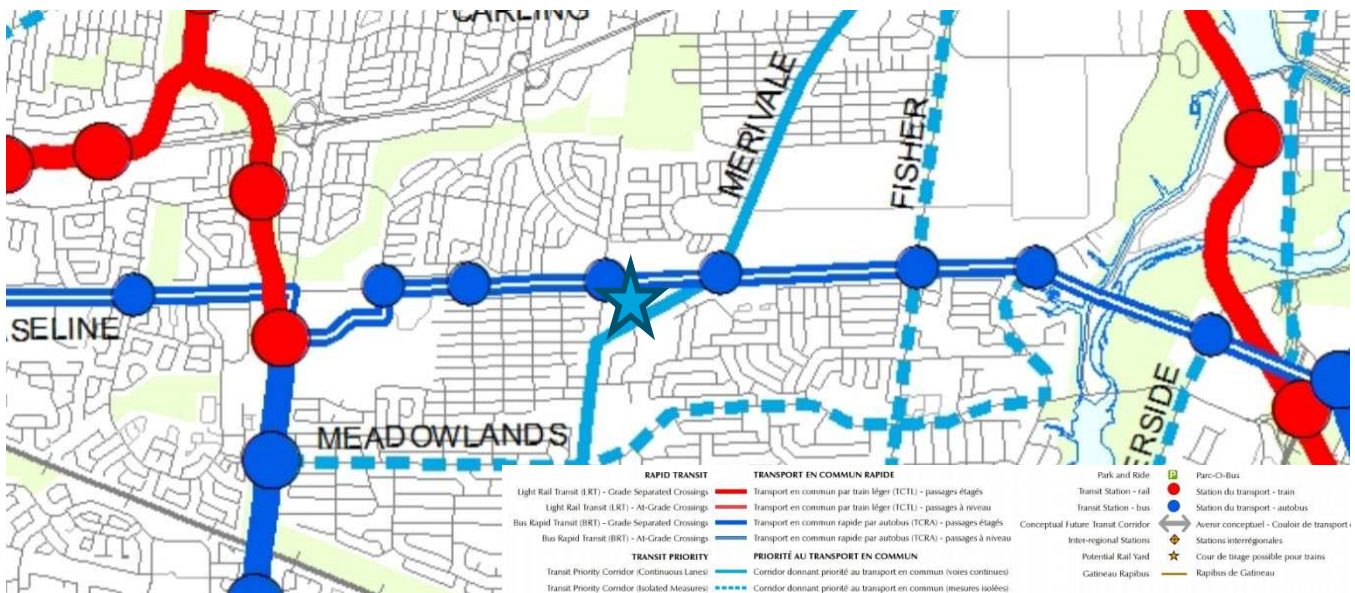 CARLING
MERIVALE
FISHER
SELINE
MEADOWLANDS
ERSIDE
RAPID TRANSIT TRANSPORT EN COMMUN RAPIDE
Light Rail Transit (LRT) - Grade Separated Crossings Transport en commun par train léger (TCTL) - passages étagés
Light Rail Transit (LRT) - At-Grade Crossings Transport en commun par train léger (TCTL) - passages à niveau
Bus Rapid Transit (BRT) - Grade Separated Crossings Transport en commun rapide par autobus (TCRA) - passages étagés
Bus Rapid Transit (BRT) - At-Grade Crossings Transport en commun rapide par autobus (TCRA) - passages à niveau
TRANSIT PRIORITY PRIORITÉ AU TRANSPORT EN COMMUN
Transit Priority Corridor (Continuous Lanes) Corridor donnant priorité au transport en commun (voies continues)
Transit Priority Corridor (Isolated Measures) Corridor donnant priorité au transport en commun (mesures isolées)
Park and Ride P Parc-O-Bus
Transit Station - rail Station du transport - train
Transit Station - bus Station du transport - autobus
Conceptual Future Transit Corridor Avenir conceptuel - Couloir de transport
Inter-regional Stations Stations interrégionales
Potential Rail Yard Cour de tirage possible pour trains
Gatineau Rapibus Rapibus de Gatineau